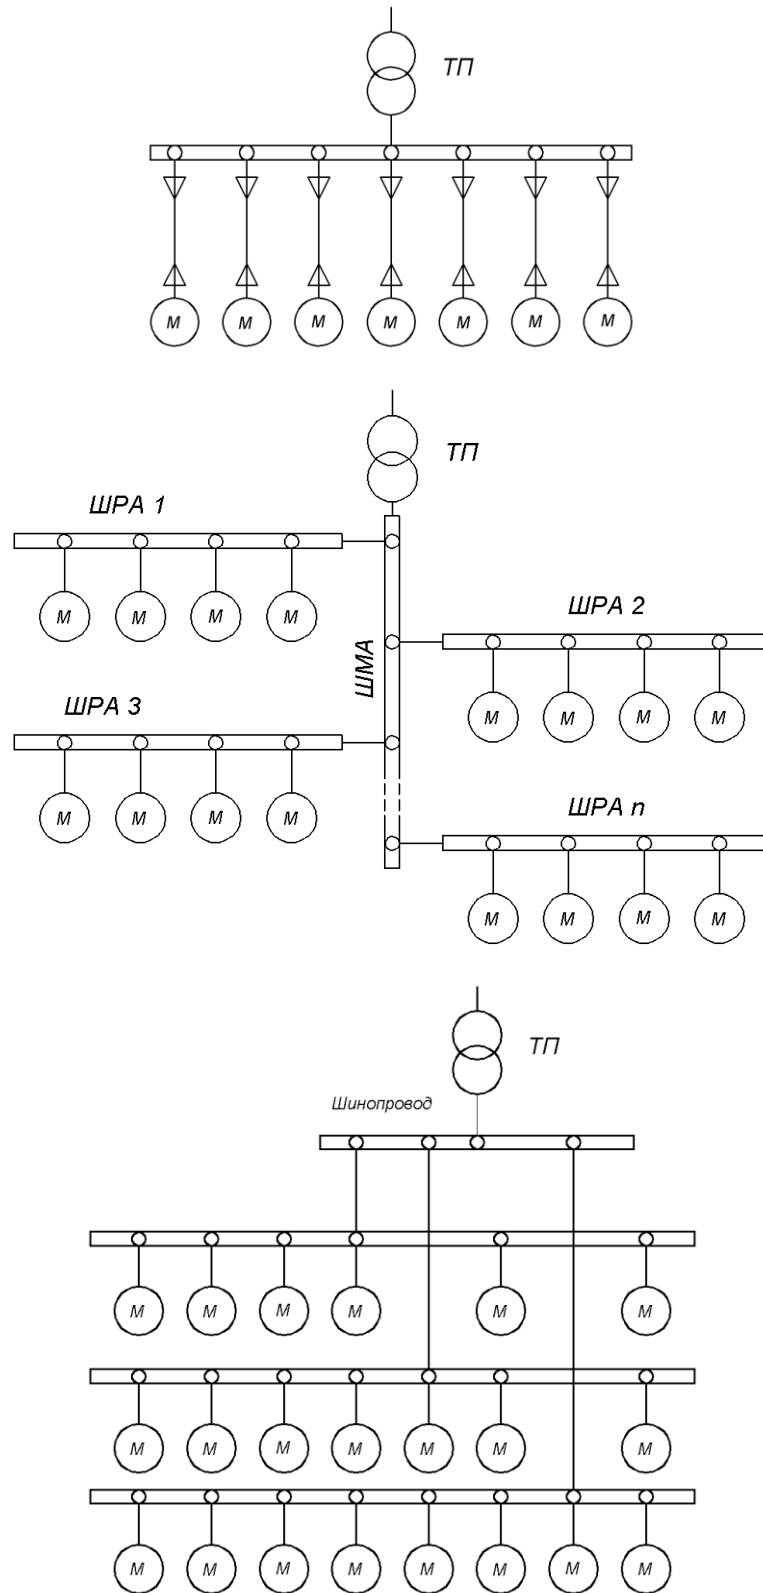 ТП
М М М М М М М
ТП
ШРА 1
М М М М
ШРА 2
ШМА
М М М М
ШРА 3
М М М М
ШРА n
М М М М
ТП
Шинопровод
М М М М М М
М М М М М М М
М М М М М М М М